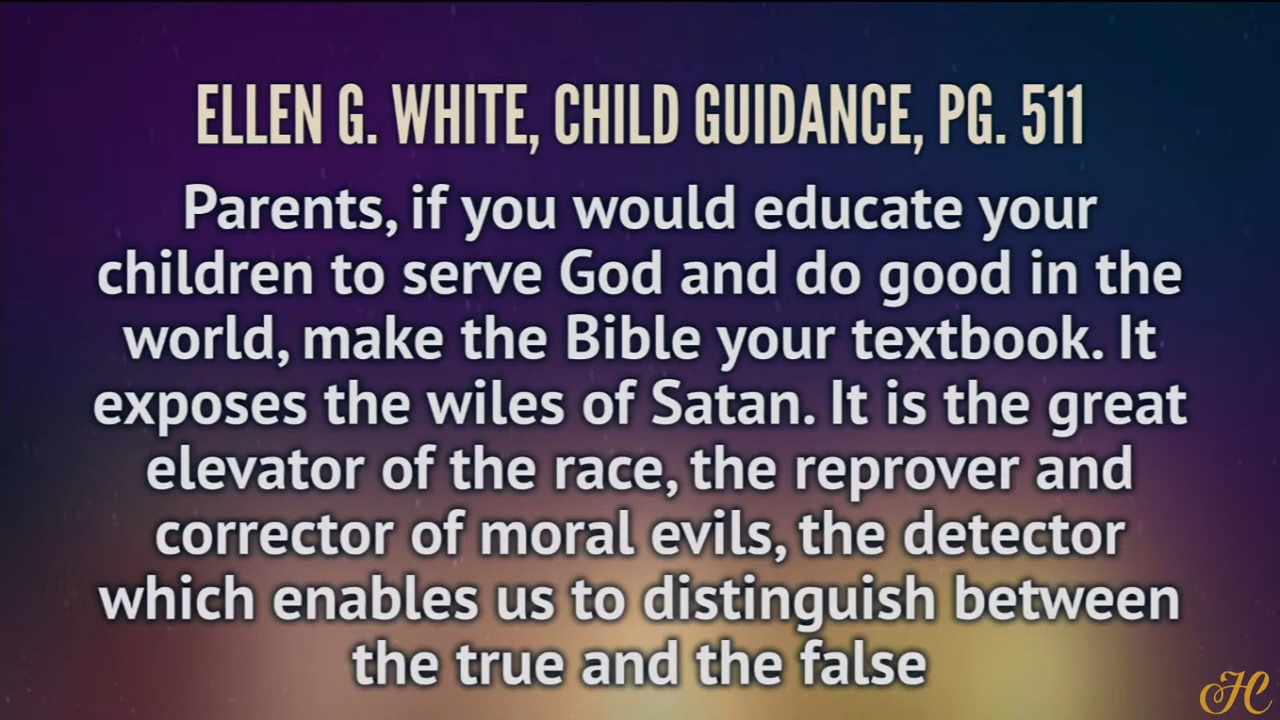 ELLEN G. WHITE, CHILD GUIDANCE, PG. 511
Parents, if you would educate your
children to serve God and do good in the
world, make the Bible your textbook. It
exposes the wiles of Satan. It is the great
elevator of the race, the reprover and
corrector of moral evils, the detector
which enables us to distinguish between
the true and the false
HC